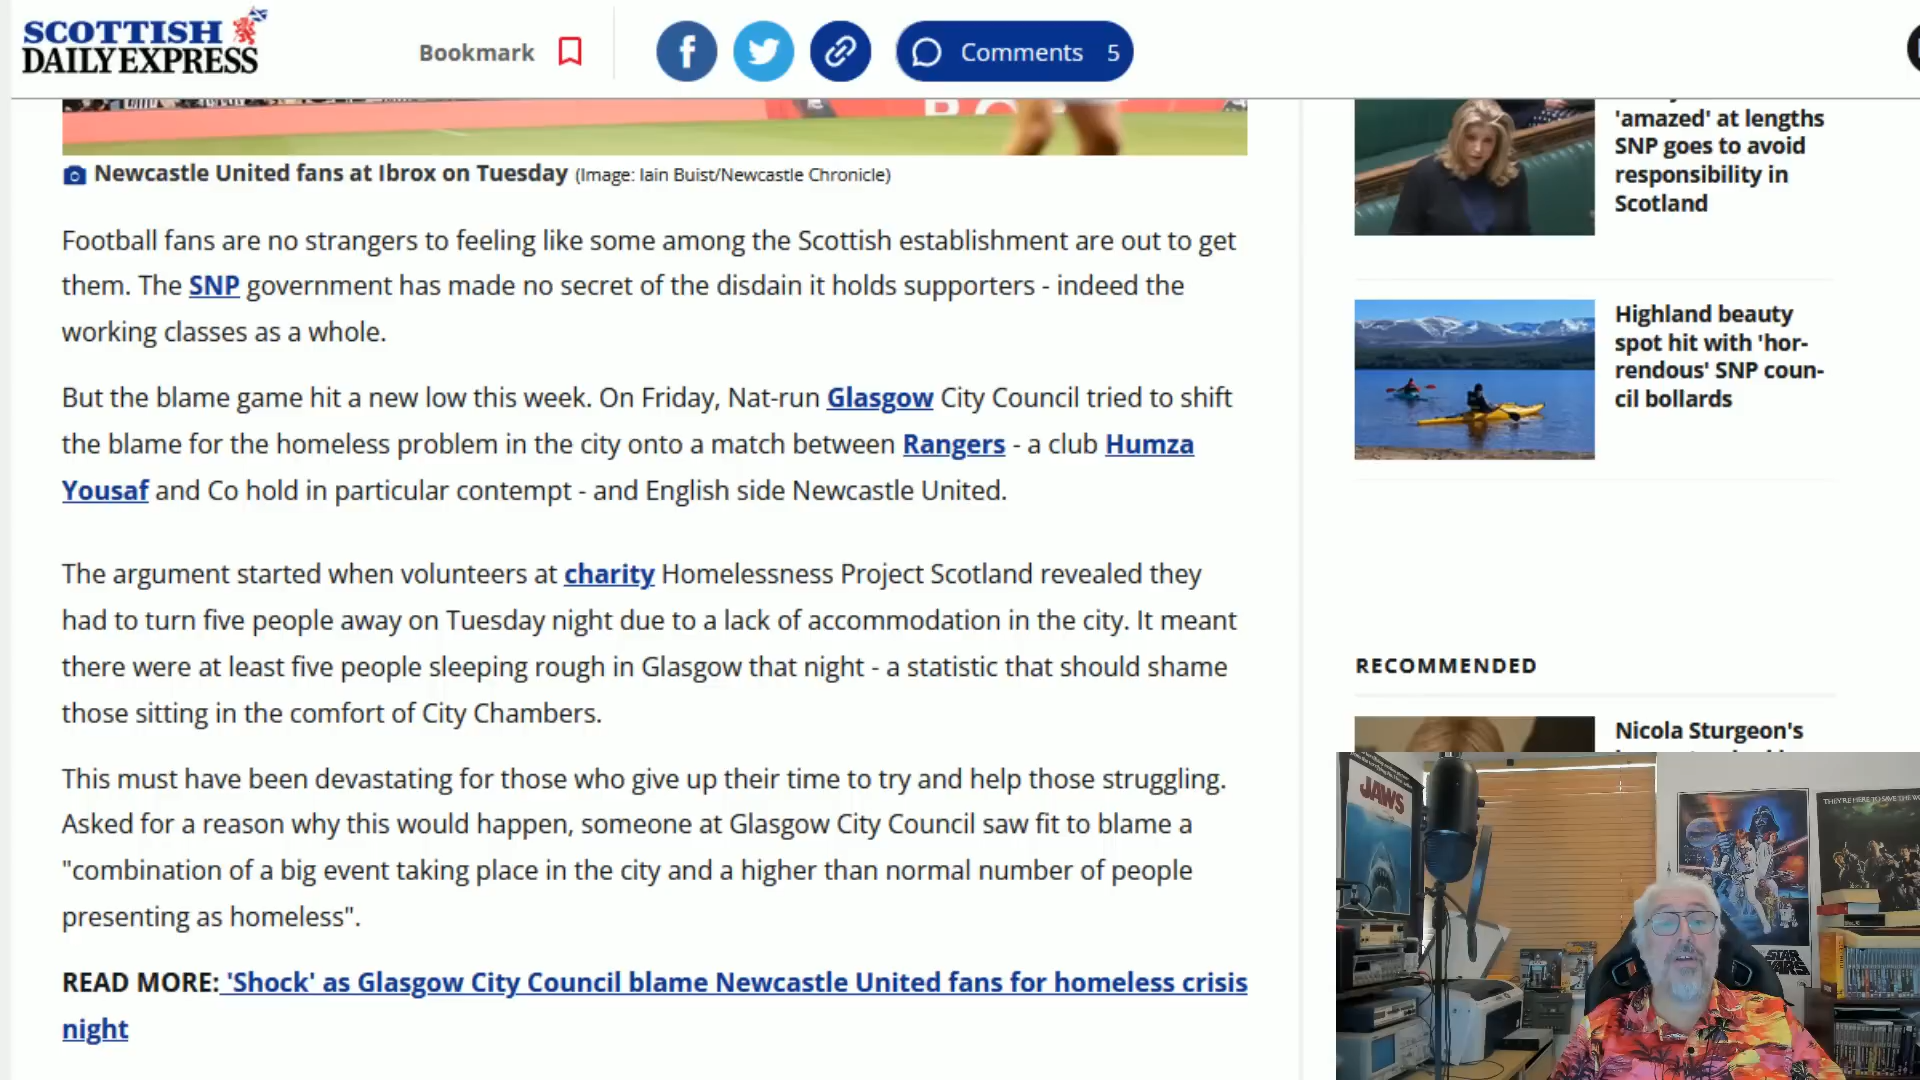 SCOTTISH
DAILY EXPRESS
Bookmark
Comments 5
Newcastle United fans at Ibrox on Tuesday (Image: Iain Buist/Newcastle Chronicle)
Football fans are no strangers to feeling like some among the Scottish establishment are out to get
them. The SNP government has made no secret of the disdain it holds supporters - indeed the
working classes as a whole.
But the blame game hit a new low this week. On Friday, Nat-run Glasgow City Council tried to shift
the blame for the homeless problem in the city onto a match between Rangers - a club Humza
Yousaf and Co hold in particular contempt - and English side Newcastle United.
The argument started when volunteers at charity Homelessness Project Scotland revealed they
had to turn five people away on Tuesday night due to a lack of accommodation in the city. It meant
there were at least five people sleeping rough in Glasgow that night - a statistic that should shame
those sitting in the comfort of City Chambers.
This must have been devastating for those who give up their time to try and help those struggling.
Asked for a reason why this would happen, someone at Glasgow City Council saw fit to blame a
"combination of a big event taking place in the city and a higher than normal number of people
presenting as homeless".
READ MORE: 'Shock' as Glasgow City Council blame Newcastle United fans for homeless crisis
night
'amazed' at lengths
SNP goes to avoid
responsibility in
Scotland
Highland beauty
spot hit with 'hor-
rendous' SNP coun-
cil bollards
RECOMMENDED
Nicola Sturgeon's
JAWS
THEY'RE HERE TO SAVE THE
STAR
WARS